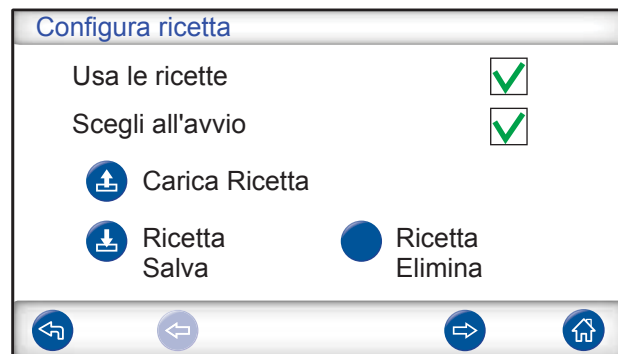 Configura ricetta
Usa le ricette
Scegli all'avvio
Carica Ricetta
Ricetta
Salva
Ricetta
Elimina